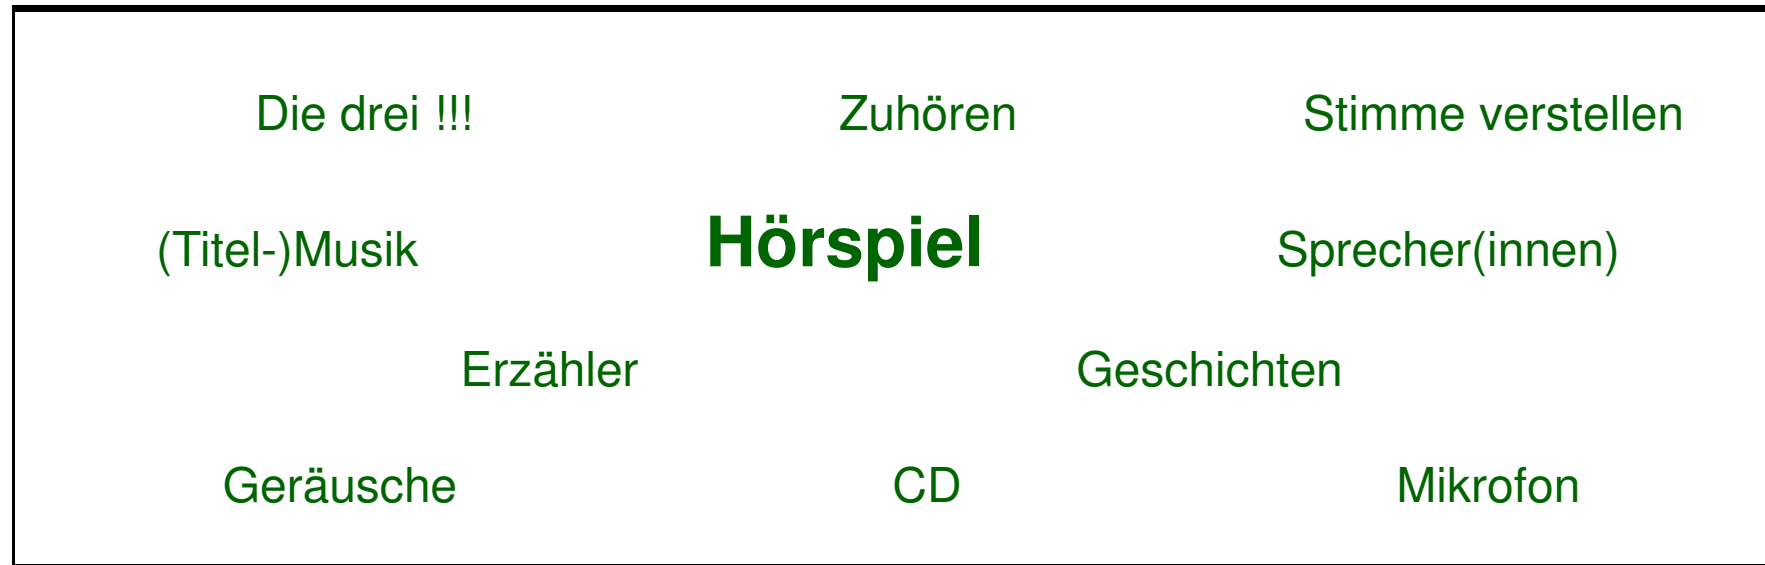 Die drei !!! Zuhören Stimme verstellen
(Titel-)Musik Hörspiel Sprecher(innen)
Erzähler Geschichten
Geräusche CD Mikrofon